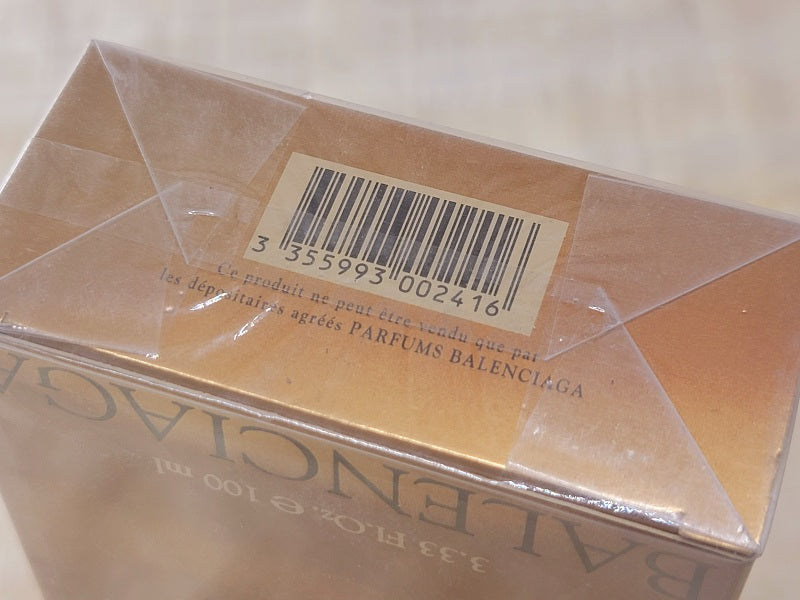 3 355993 002416
Ce produit ne peut être vendu que par
les dépositaires agréés PARFUMS BALENCIAGA
BALENCIAGA
3.33 Fl.Oz. ℮ 100 ml